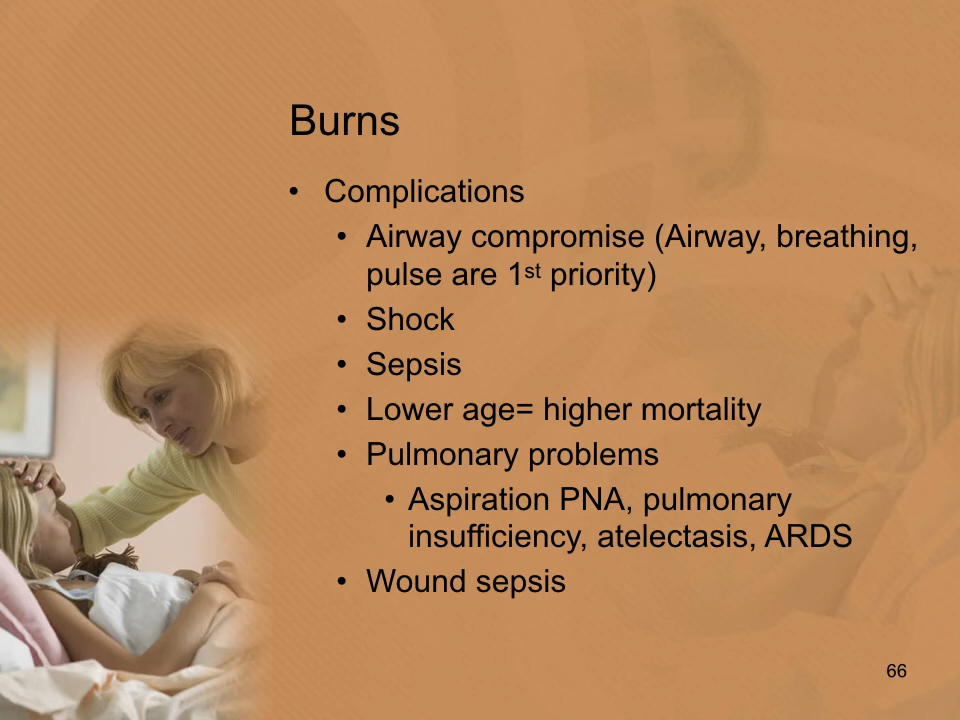 Burns
• Complications
• Airway compromise (Airway, breathing,
pulse are 1st priority)
• Shock
• Sepsis
• Lower age= higher mortality
• Pulmonary problems
• Aspiration PNA, pulmonary
insufficiency, atelectasis, ARDS
• Wound sepsis
66